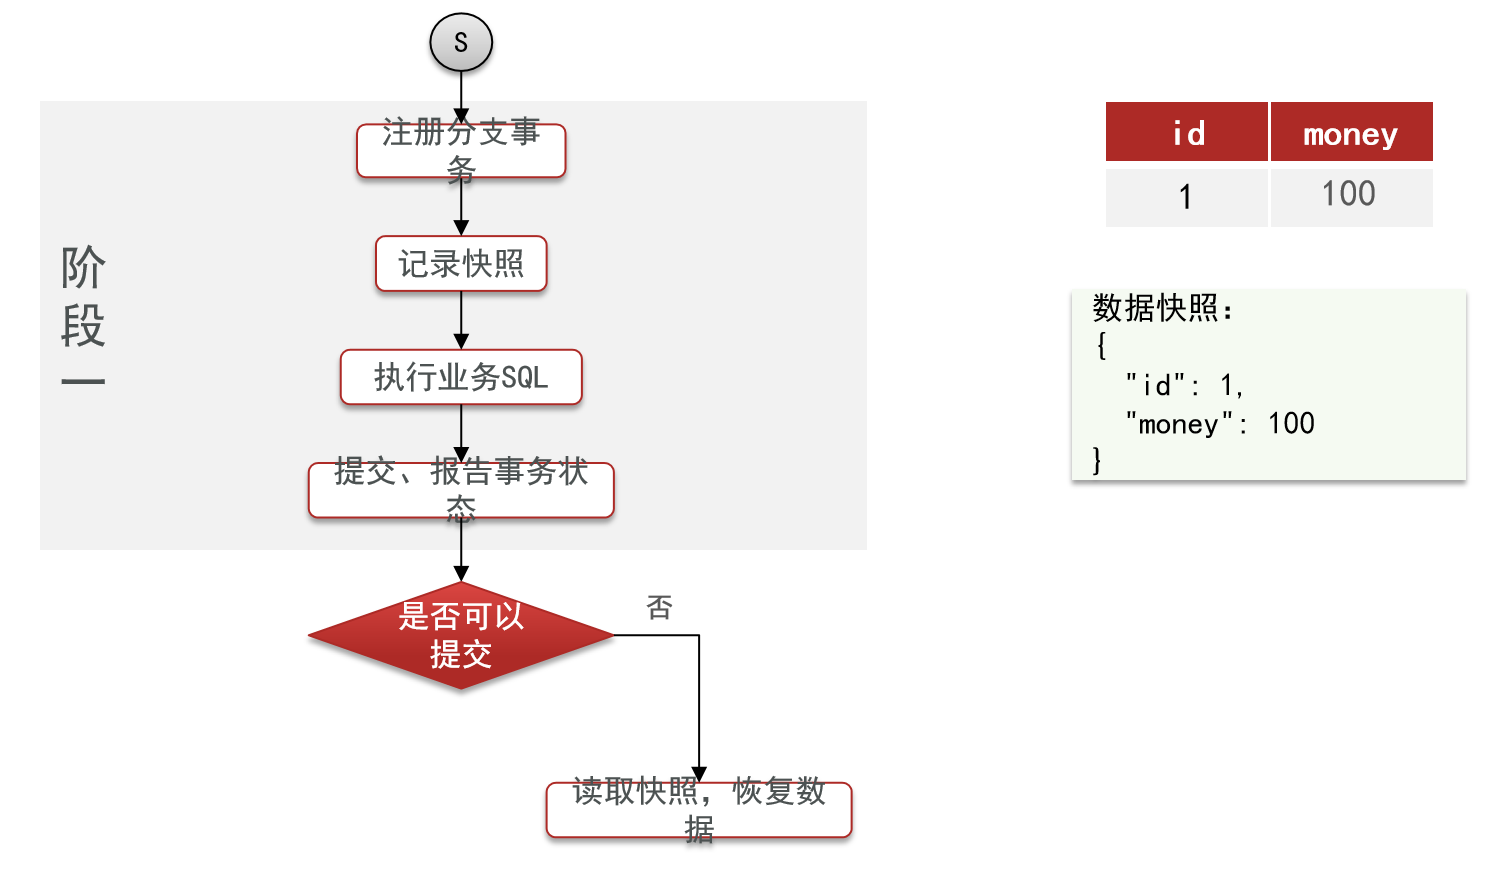 S
注册分支事
务
记录快照
执行业务SQL
提交、报告事务状
态
阶
段
一
是否可以
提交
否
读取快照，恢复数
据
id money
1 100
数据快照：
{
"id": 1,
"money": 100
}